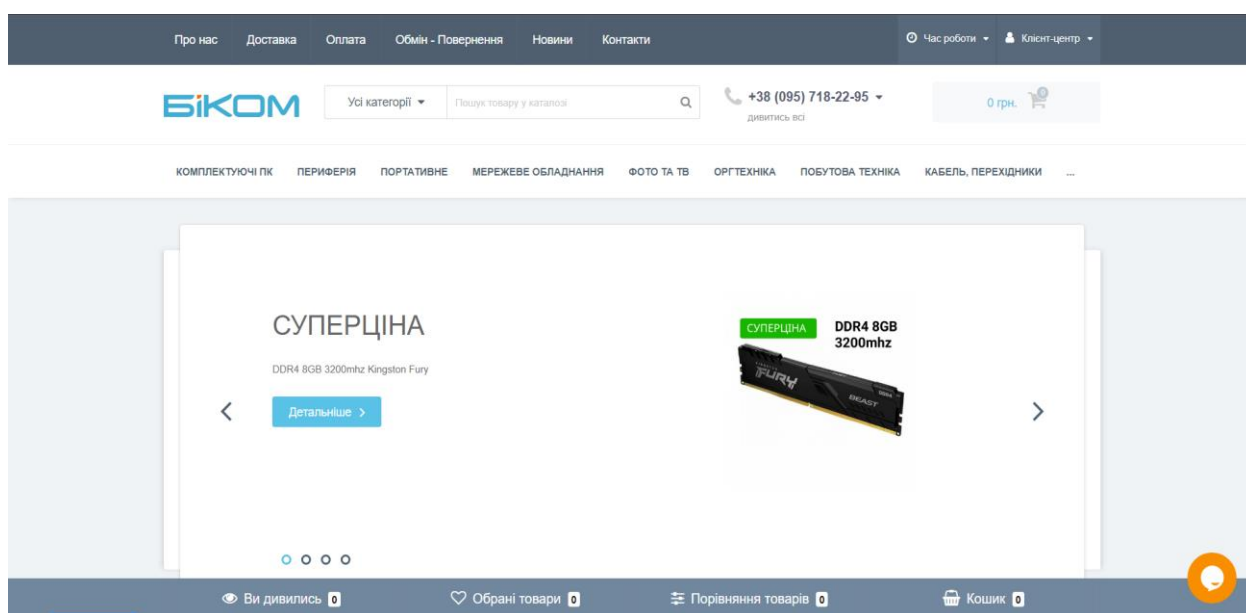 Про нас Доставка Оплата Обмін - Повернення Новини Контакти Час роботи Клієнт-центр
БіКОМ Усі категорії Пошук товару у каталозі +38 (095) 718-22-95 0 грн. 0
дивитись всі
КОМПЛЕКТУЮЧІ ПК ПЕРИФЕРІЯ ПОРТАТИВНЕ МЕРЕЖЕВЕ ОБЛАДНАННЯ ФОТО ТА ТВ ОРГТЕХНІКА ПОБУТОВА ТЕХНІКА КАБЕЛЬ, ПЕРЕХІДНИКИ ...
СУПЕРЦІНА
DDR4 8GB 3200mhz Kingston Fury
Детальніше
СУПЕРЦІНА DDR4 8GB
3200mhz
FURY
BEAST
Ви дивились 0 Обрані товари 0 Порівняння товарів 0 Кошик 0